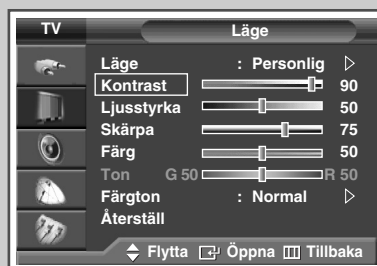 TV Läge
Läge : Personlig
Kontrast 90
Ljusstyrka 50
Skärpa 75
Färg 50
Ton G 50 R 50
Färgton : Normal
Återställ
Flytta Öppna Tillbaka